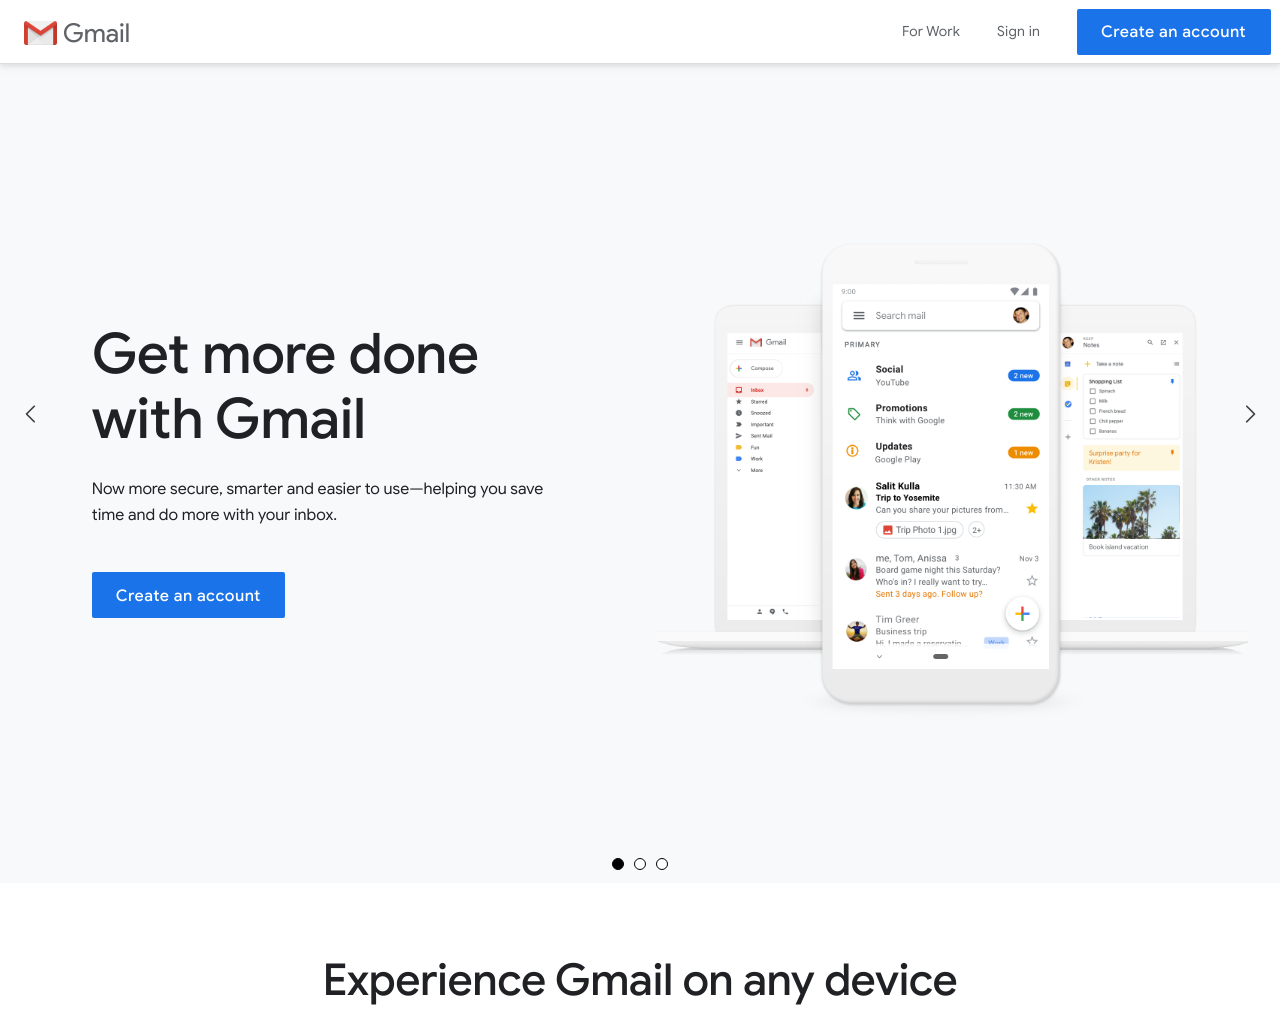 Gmail
For Work
Sign in
Create an account
Get more done
with Gmail
Now more secure, smarter and easier to use—helping you save
time and do more with your inbox.
Create an account
Gmail
Compose
Inbox
Starred
Snoozed
Important
Sent Mail
Fun
Work
More
9:00
Search mail
PRIMARY
Social
YouTube
2 new
Promotions
Think with Google
2 new
Updates
Google Play
1 new
Salit Kulla
11:30 AM
Trip to Yosemite
Can you share your pictures from...
Trip Photo 1.jpg
2+
me, Tom, Anissa 3
Nov 3
Board game night this Saturday?
Who's in? I really want to try...
Sent 3 days ago. Follow up?
Tim Greer
Business trip
Hi, I made a reservatin
Work
Notes
Take a note
Shopping List
Spinach
Milk
French bread
Chili pepper
Bananas
Surprise party for
Kristen!
OTHER NOTES
Book island vacation
Experience Gmail on any device